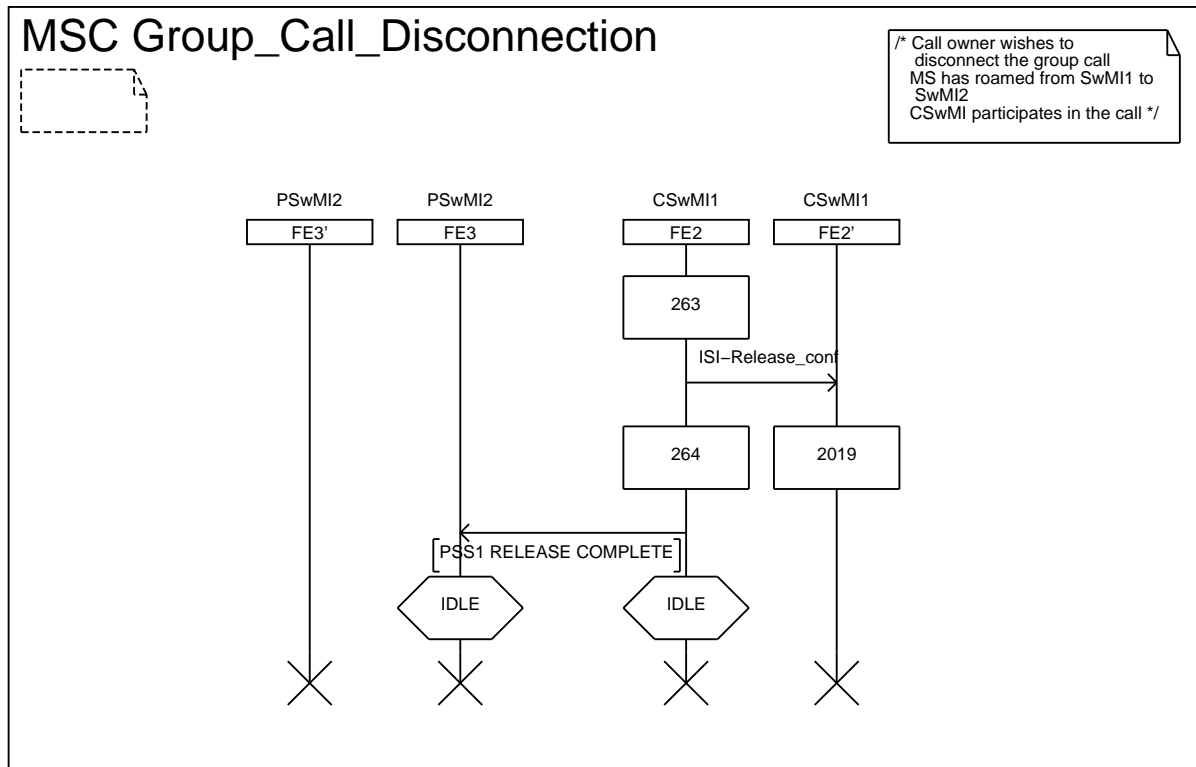 MSC Group_Call_Disconnection
/* Call owner wishes to
disconnect the group call
MS has roamed from SwMI1 to
SwMI2
CSwMI participates in the call */
PSwMI2 PSwMI2 CSwMI1 CSwMI1
FE3' FE3 FE2 FE2'
263
ISI−Release_conf
264 2019
PSS1 RELEASE COMPLETE
IDLE IDLE